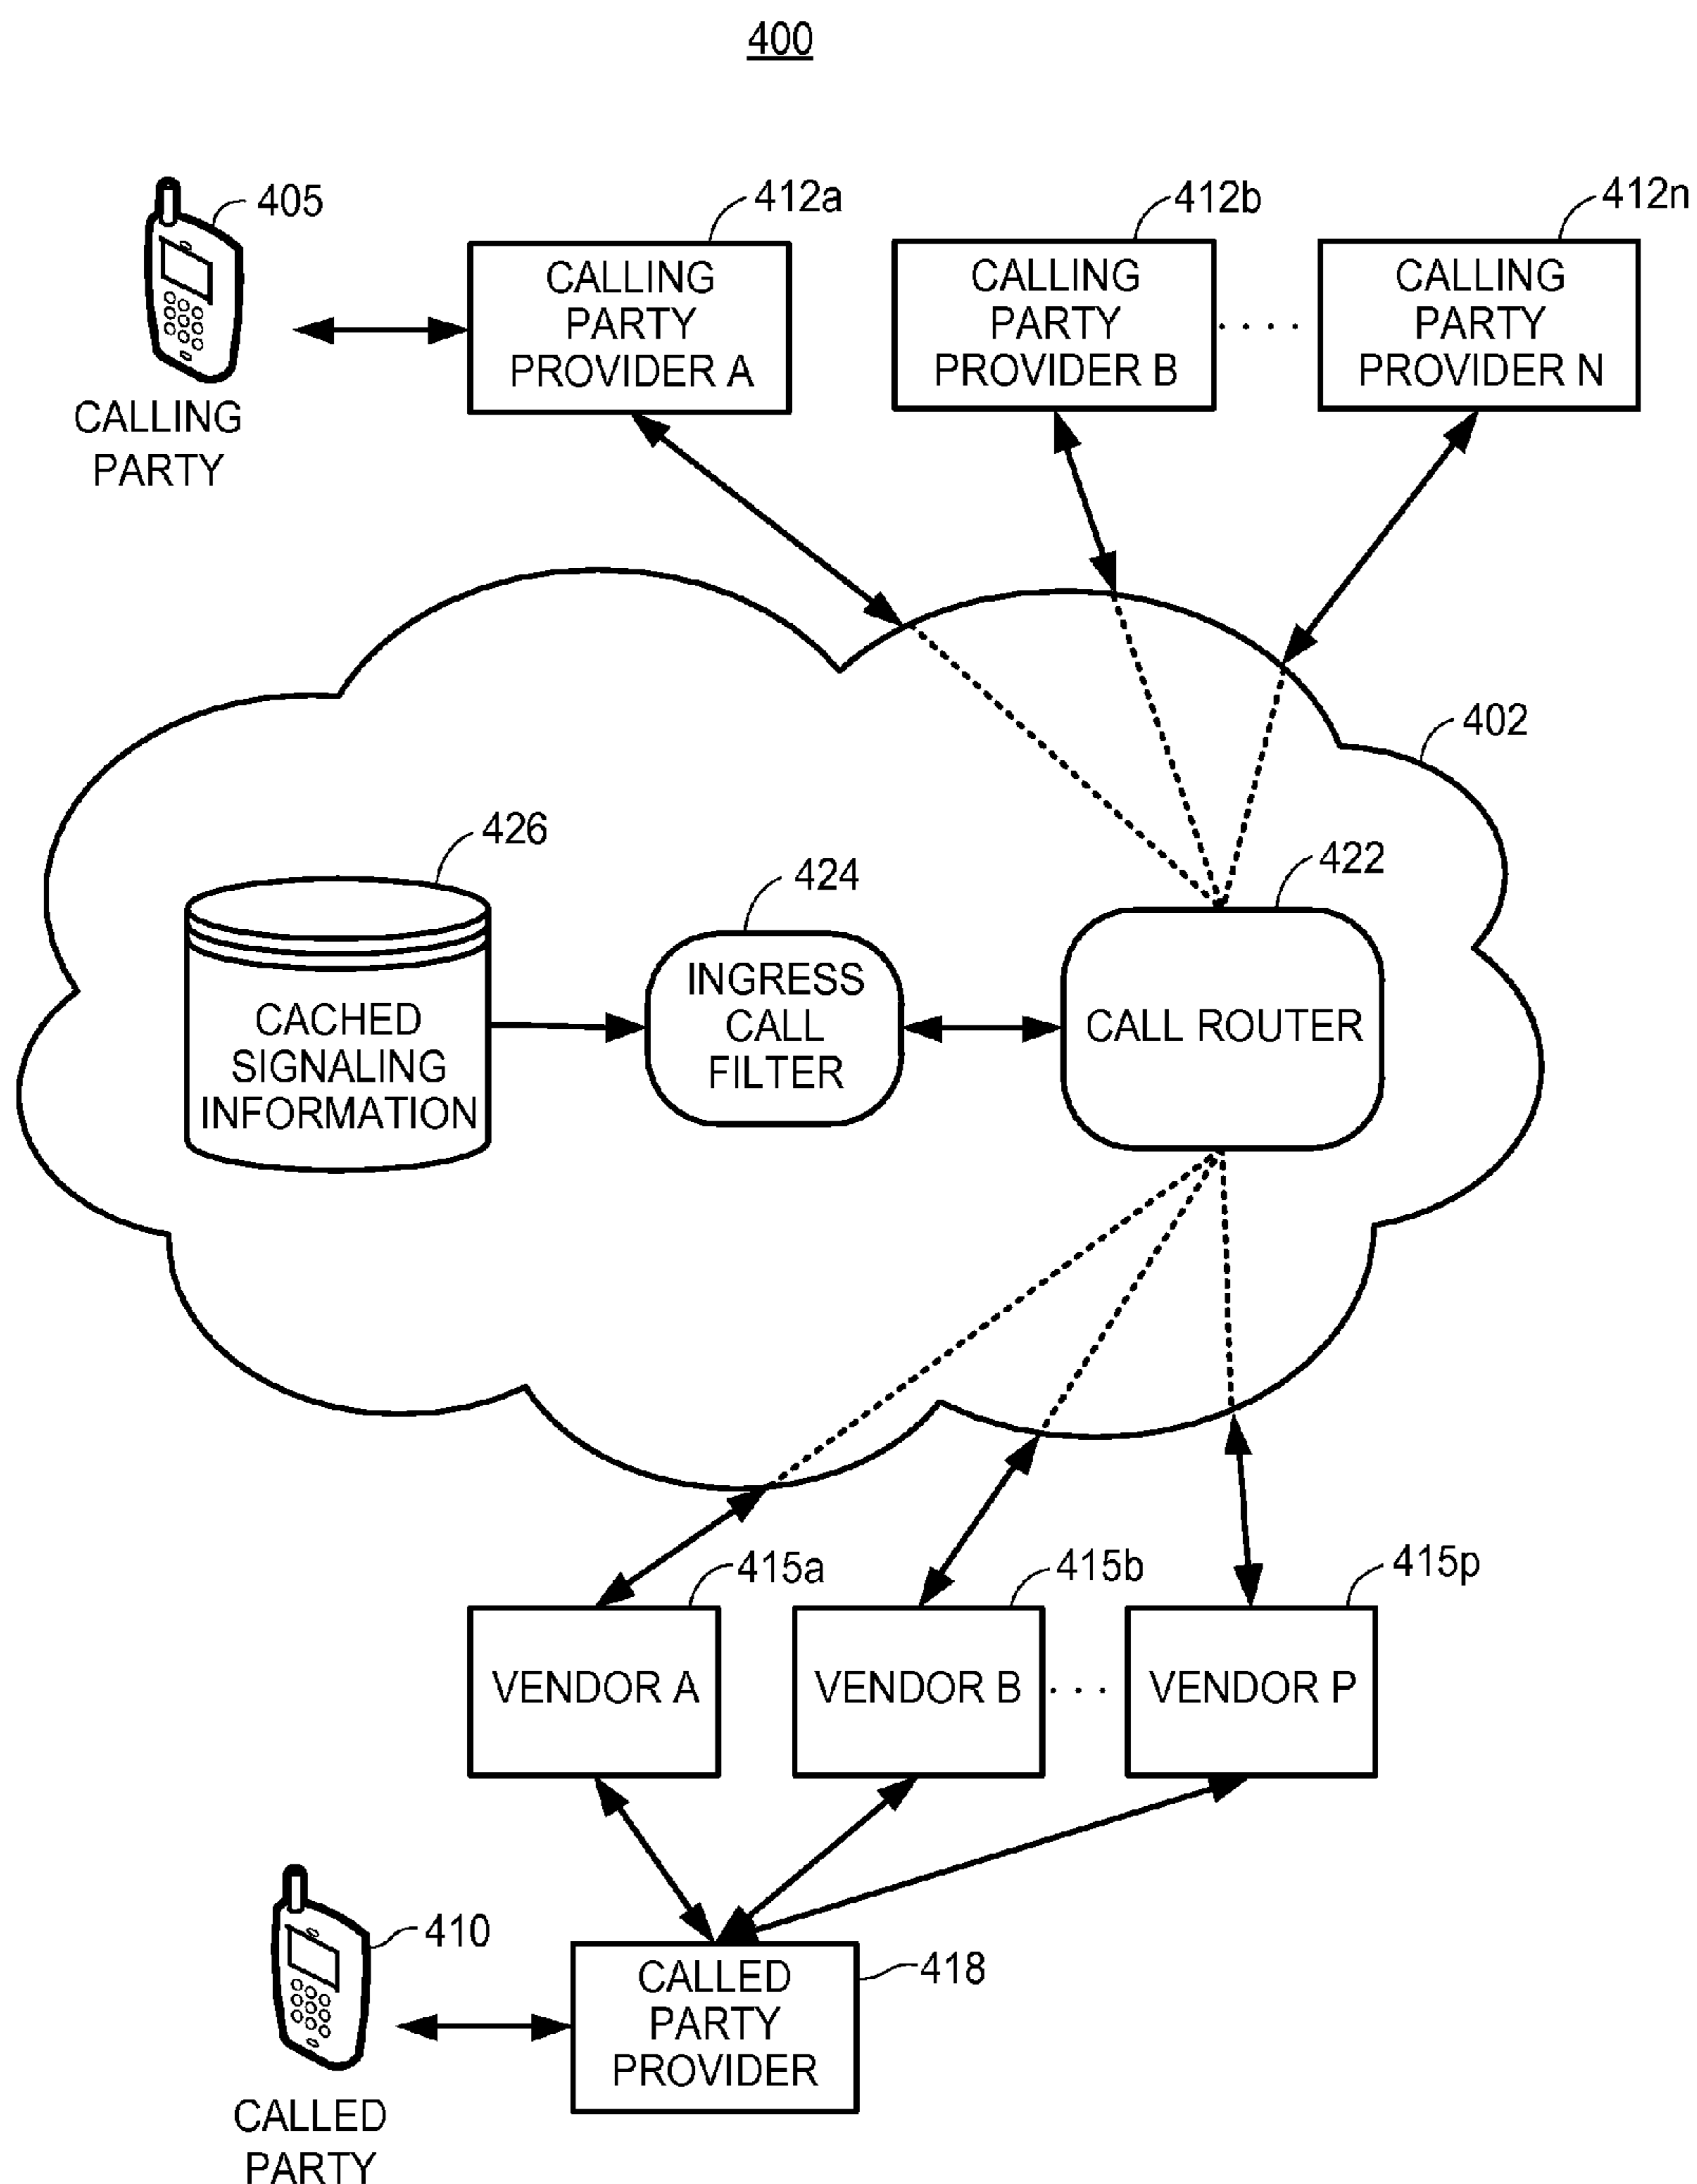 400
405
412a
412b
412n
CALLING
PARTY
CALLING
PARTY
PROVIDER A
CALLING
PARTY
PROVIDER B
. . . .
CALLING
PARTY
PROVIDER N
402
426
424
422
CACHED
SIGNALING
INFORMATION
INGRESS
CALL
FILTER
CALL ROUTER
415a
415b
415p
VENDOR A
VENDOR B
. . .
VENDOR P
410
CALLED
PARTY
418
CALLED
PARTY
PROVIDER